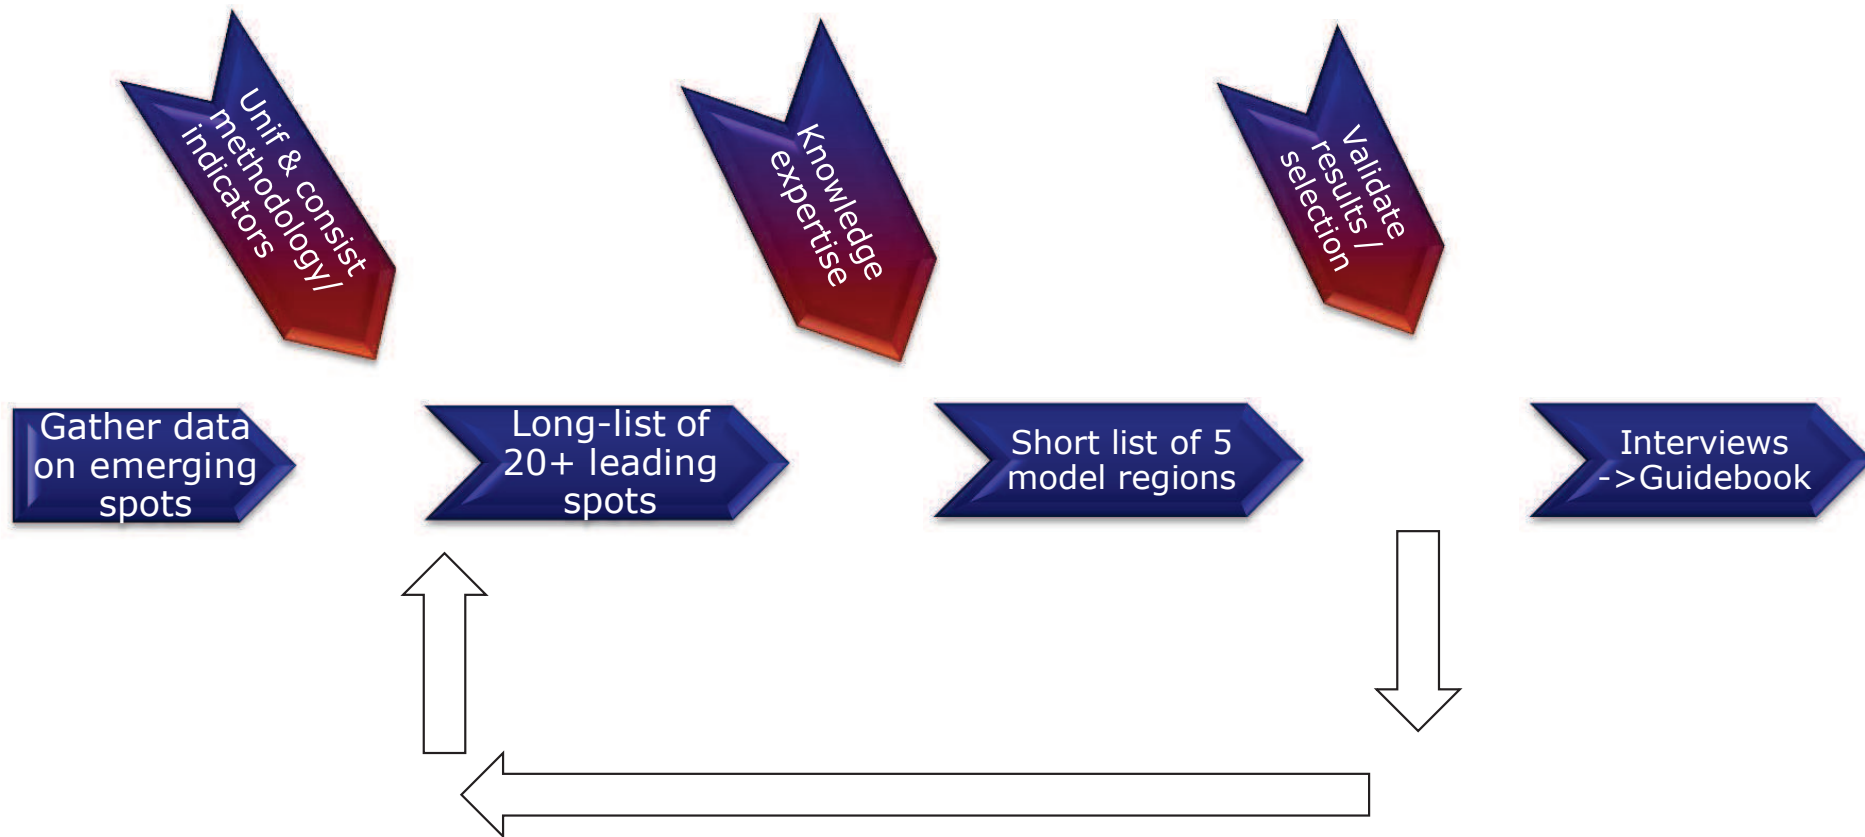 Unif & consist
methodology/
indicators
Knowledge
expertise
Validate
results /
selection
Gather data
on emerging
spots
Long-list of
20+ leading
spots
Short list of 5
model regions
Interviews
->Guidebook